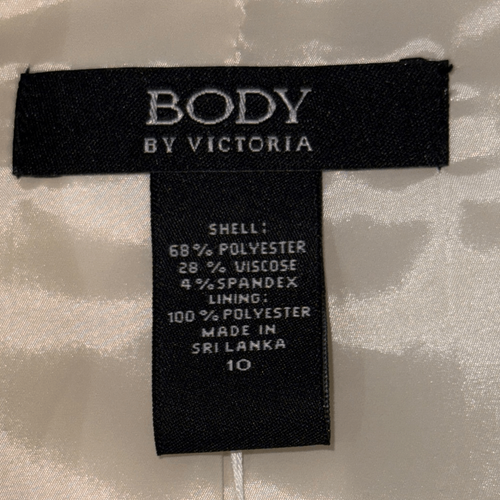 BODY
BY VICTORIA
SHELL:
68% POLYESTER
28 % VISCOSE
4%SPANDEX
LINING:
100%POLYESTER
MADE IN
SRI LANKA
10